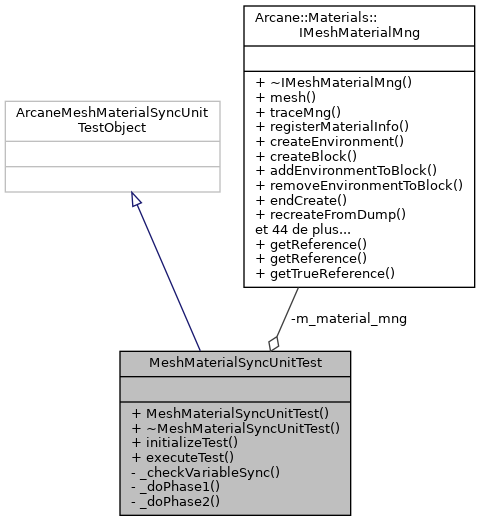 Arcane::Materials::
IMeshMaterialMng
+ ~IMeshMaterialMng()
+ mesh()
+ traceMng()
+ registerMaterialInfo()
+ createEnvironment()
+ createBlock()
+ addEnvironmentToBlock()
+ removeEnvironmentToBlock()
+ endCreate()
+ recreateFromDump()
et 44 de plus...
+ getReference()
+ getReference()
+ getTrueReference()
ArcaneMeshMaterialSyncUnit
TestObject
-m_material_mng
MeshMaterialSyncUnitTest
+ MeshMaterialSyncUnitTest()
+ ~MeshMaterialSyncUnitTest()
+ initializeTest()
+ executeTest()
- _checkVariableSync()
- _doPhase1()
- _doPhase2()